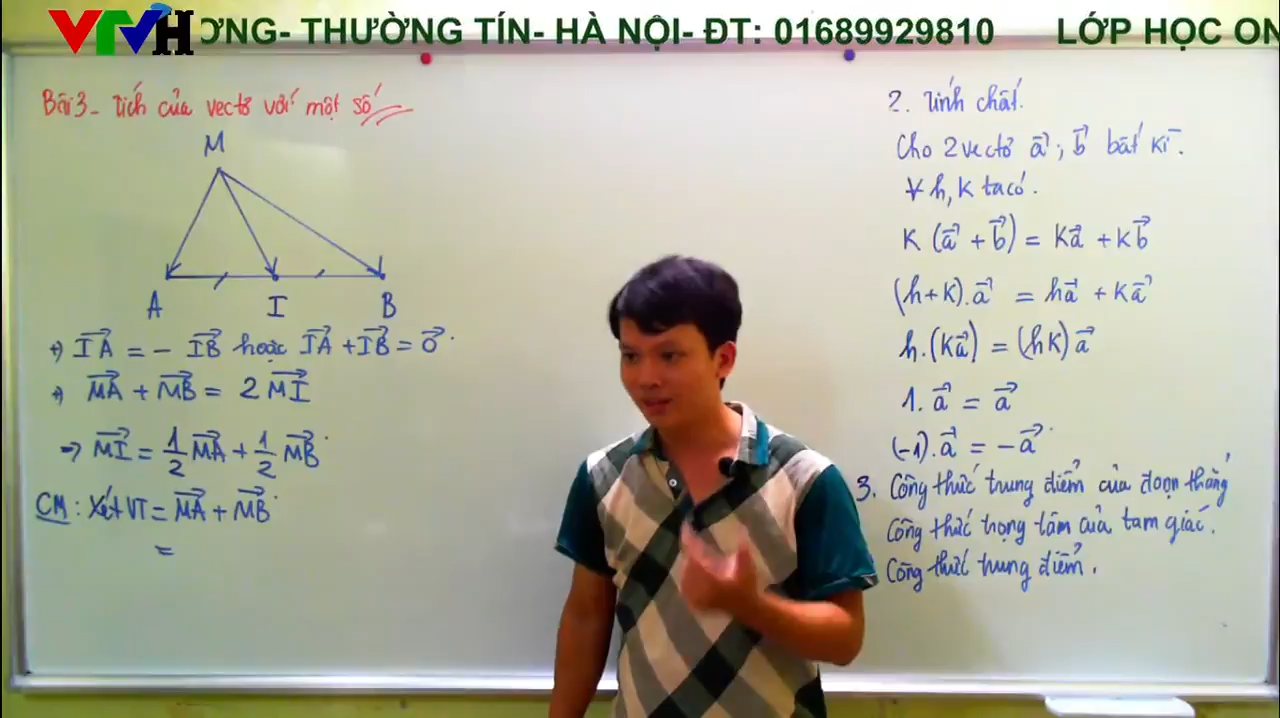 VTVH ƠNG- THƯỜNG TÍN- HÀ NỘI- ĐT: 01689929810 LỚP HỌC ON
Bài 3_ Tích của vectơ với một số
M
A I B
+) \vec{IA} = - \vec{IB} hoặc \vec{IA} + \vec{IB} = \vec{0}.
+) \vec{MA} + \vec{MB} = 2 \vec{MI}
→ \vec{MI} = \frac{1}{2} \vec{MA} + \frac{1}{2} \vec{MB}.
CM: Xét VT = \vec{MA} + \vec{MB}.
=
2. Tính chất.
Cho 2 vectơ \vec{a}; \vec{b} bất kì.
∀ h, k ta có.
K (\vec{a} + \vec{b}) = K\vec{a} + K\vec{b}
(h+K).\vec{a} = h\vec{a} + K\vec{a}
h.(K\vec{a}) = (hK)\vec{a}
1. \vec{a} = \vec{a}
(-1).\vec{a} = -\vec{a}.
3. Công thức trung điểm của đoạn thẳng
Công thức trọng tâm của tam giác.
Công thức trung điểm.